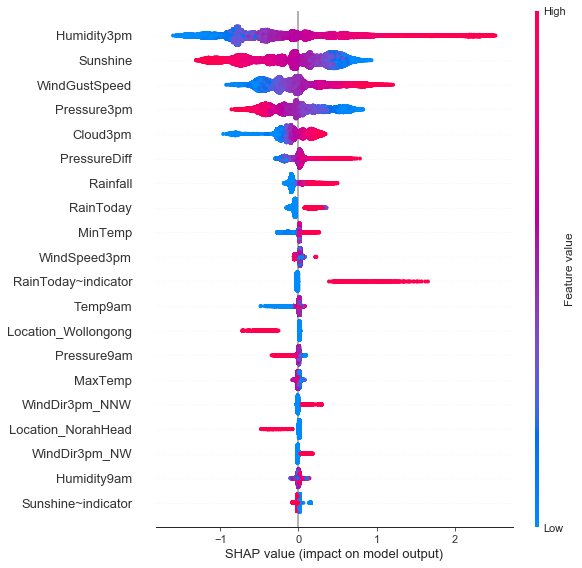 High
Humidity3pm
Sunshine
WindGustSpeed
Pressure3pm
Cloud3pm
PressureDiff
Rainfall
RainToday
MinTemp
WindSpeed3pm
RainToday~indicator
Temp9am
Location_Wollongong
Pressure9am
MaxTemp
WindDir3pm_NNW
Location_NorahHead
WindDir3pm_NW
Humidity9am
Sunshine~indicator
Feature value
Low
−1 0 1 2
SHAP value (impact on model output)